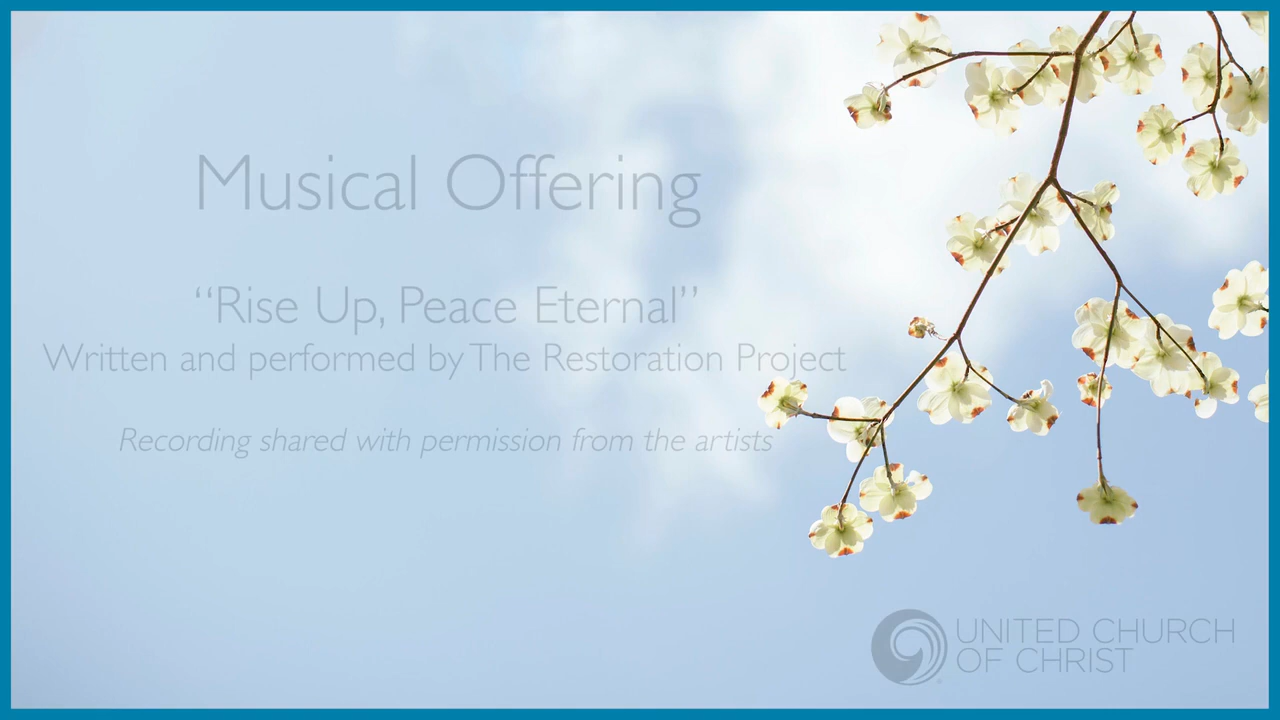 Musical Offering
“Rise Up, Peace Eternal”
Written and performed by The Restoration Project
Recording shared with permission from the artists
UNITED CHURCH
OF CHRIST